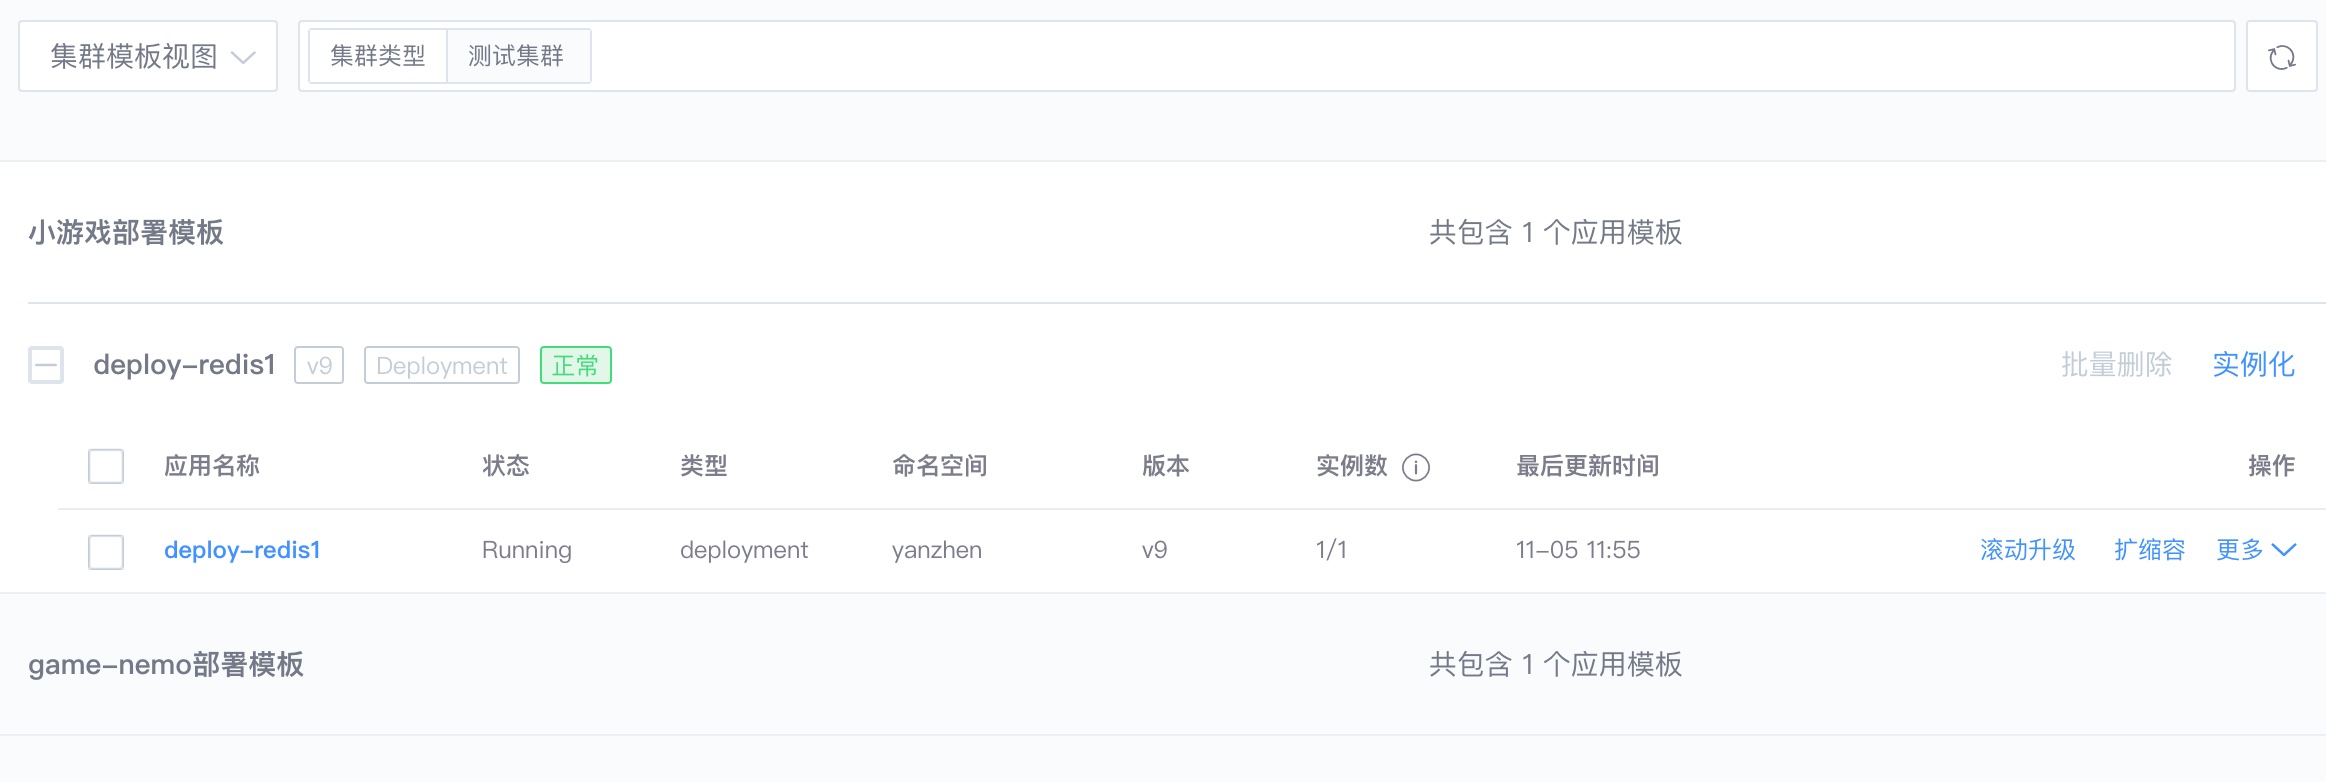 集群模板视图 集群类型 测试集群
小游戏部署模板 共包含 1 个应用模板
deploy-redis1 v9 Deployment 正常 批量删除 实例化
应用名称 状态 类型 命名空间 版本 实例数 最后更新时间 操作
deploy-redis1 Running deployment yanzhen v9 1/1 11-05 11:55 滚动升级 扩缩容 更多
game-nemo部署模板 共包含 1 个应用模板